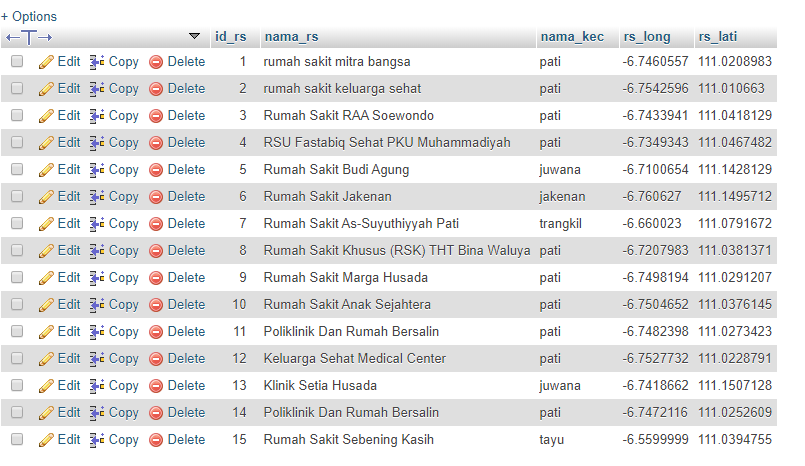 + Options
id_rs nama_rs nama_kec rs_long rs_lati
Edit Copy Delete 1 rumah sakit mitra bangsa pati -6.7460557 111.0208983
Edit Copy Delete 2 rumah sakit keluarga sehat pati -6.7542596 111.010663
Edit Copy Delete 3 Rumah Sakit RAA Soewondo pati -6.7433941 111.0418129
Edit Copy Delete 4 RSU Fastabiq Sehat PKU Muhammadiyah pati -6.7349343 111.0467482
Edit Copy Delete 5 Rumah Sakit Budi Agung juwana -6.7100654 111.1428129
Edit Copy Delete 6 Rumah Sakit Jakenan jakenan -6.760627 111.1495712
Edit Copy Delete 7 Rumah Sakit As-Suyuthiyyah Pati trangkil -6.660023 111.0791672
Edit Copy Delete 8 Rumah Sakit Khusus (RSK) THT Bina Waluya pati -6.7207983 111.0381371
Edit Copy Delete 9 Rumah Sakit Marga Husada pati -6.7498194 111.0291207
Edit Copy Delete 10 Rumah Sakit Anak Sejahtera pati -6.7504652 111.0376145
Edit Copy Delete 11 Poliklinik Dan Rumah Bersalin pati -6.7482398 111.0273423
Edit Copy Delete 12 Keluarga Sehat Medical Center pati -6.7527732 111.0228791
Edit Copy Delete 13 Klinik Setia Husada juwana -6.7418662 111.1507128
Edit Copy Delete 14 Poliklinik Dan Rumah Bersalin pati -6.7472116 111.0252609
Edit Copy Delete 15 Rumah Sakit Sebening Kasih tayu -6.5599999 111.0394755